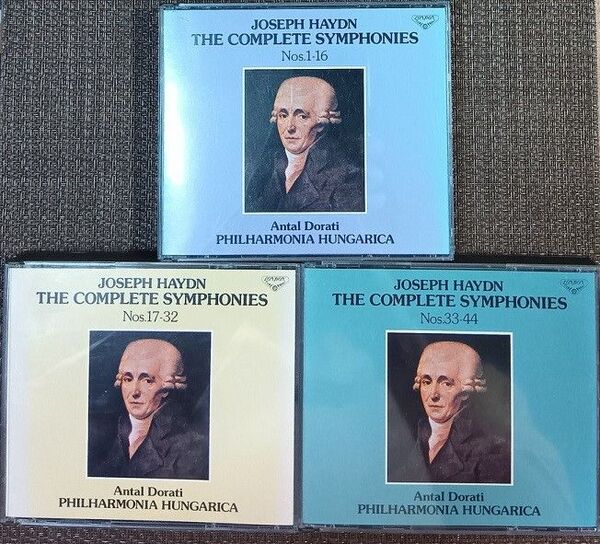 JOSEPH HAYDN
THE COMPLETE SYMPHONIES
Nos.1-16
Antal Dorati
PHILHARMONIA HUNGARICA
JOSEPH HAYDN
THE COMPLETE SYMPHONIES
Nos.17-32
Antal Dorati
PHILHARMONIA HUNGARICA
JOSEPH HAYDN
THE COMPLETE SYMPHONIES
Nos.33-44
Antal Dorati
PHILHARMONIA HUNGARICA